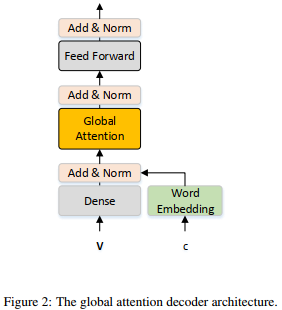 Add & Norm
Feed Forward
Add & Norm
Global
Attention
Add & Norm
Dense
Word
Embedding
V
c
Figure 2: The global attention decoder architecture.